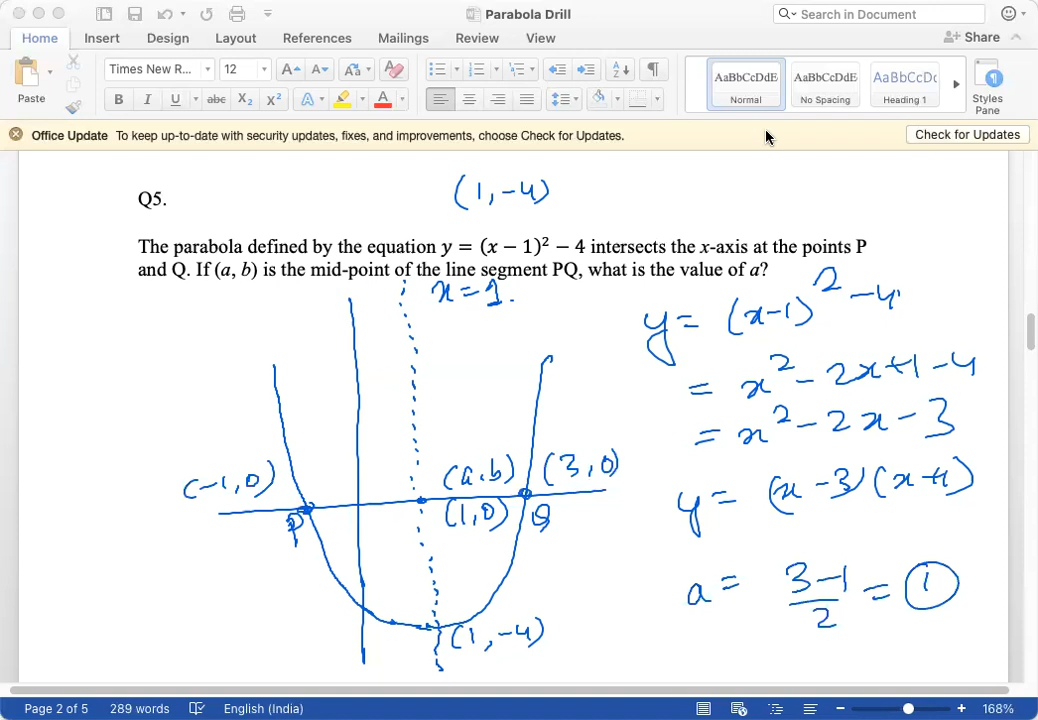 Parabola Drill
Search in Document
Home Insert Design Layout References Mailings Review View
Share
Times New R... 12
Paste
AaBbCcDdE AaBbCcDdE AaBbCcDc
Normal No Spacing Heading 1
Styles Pane
B I U abc X₂ X² A A
Office Update To keep up-to-date with security updates, fixes, and improvements, choose Check for Updates. Check for Updates
Q5.
(1, -4)
The parabola defined by the equation y = (x − 1)² − 4 intersects the x-axis at the points P
and Q. If (a, b) is the mid-point of the line segment PQ, what is the value of a?
x = 1.
y = (x-1)² -4
= x² - 2x+1 -4
= x² - 2x - 3
(-1, 0) (a,b) (3, 0)
y = (x -3)(x+1)
P (1,0) Q
a = 3-1/2 = 1
(1, -4)
Page 2 of 5 289 words English (India) 168%